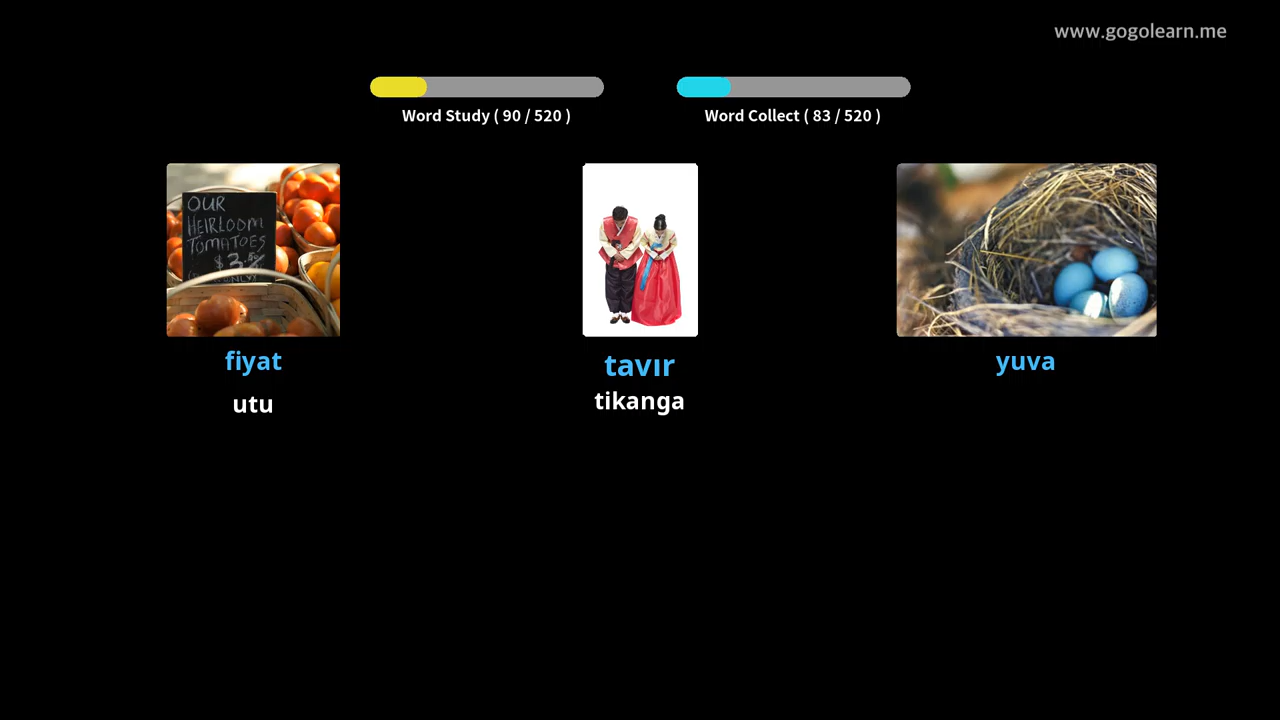 www.gogolearn.me
Word Study ( 90 / 520 )
Word Collect ( 83 / 520 )
OUR
HEIRLOOM
TOMATOES
fiyat
tavır
yuva
utu
tikanga